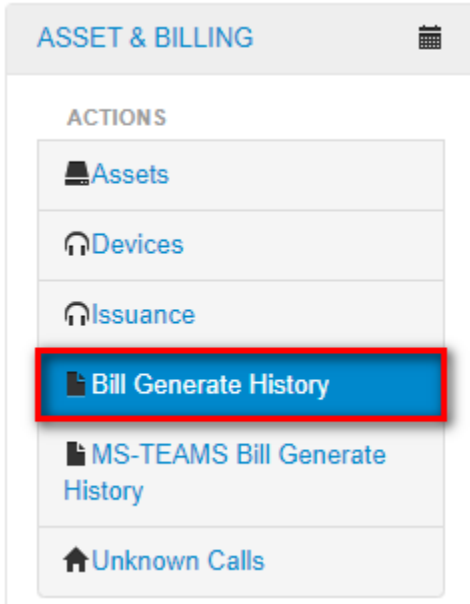 ASSET & BILLING
ACTIONS
Assets
Devices
Issuance
Bill Generate History
MS-TEAMS Bill Generate
History
Unknown Calls